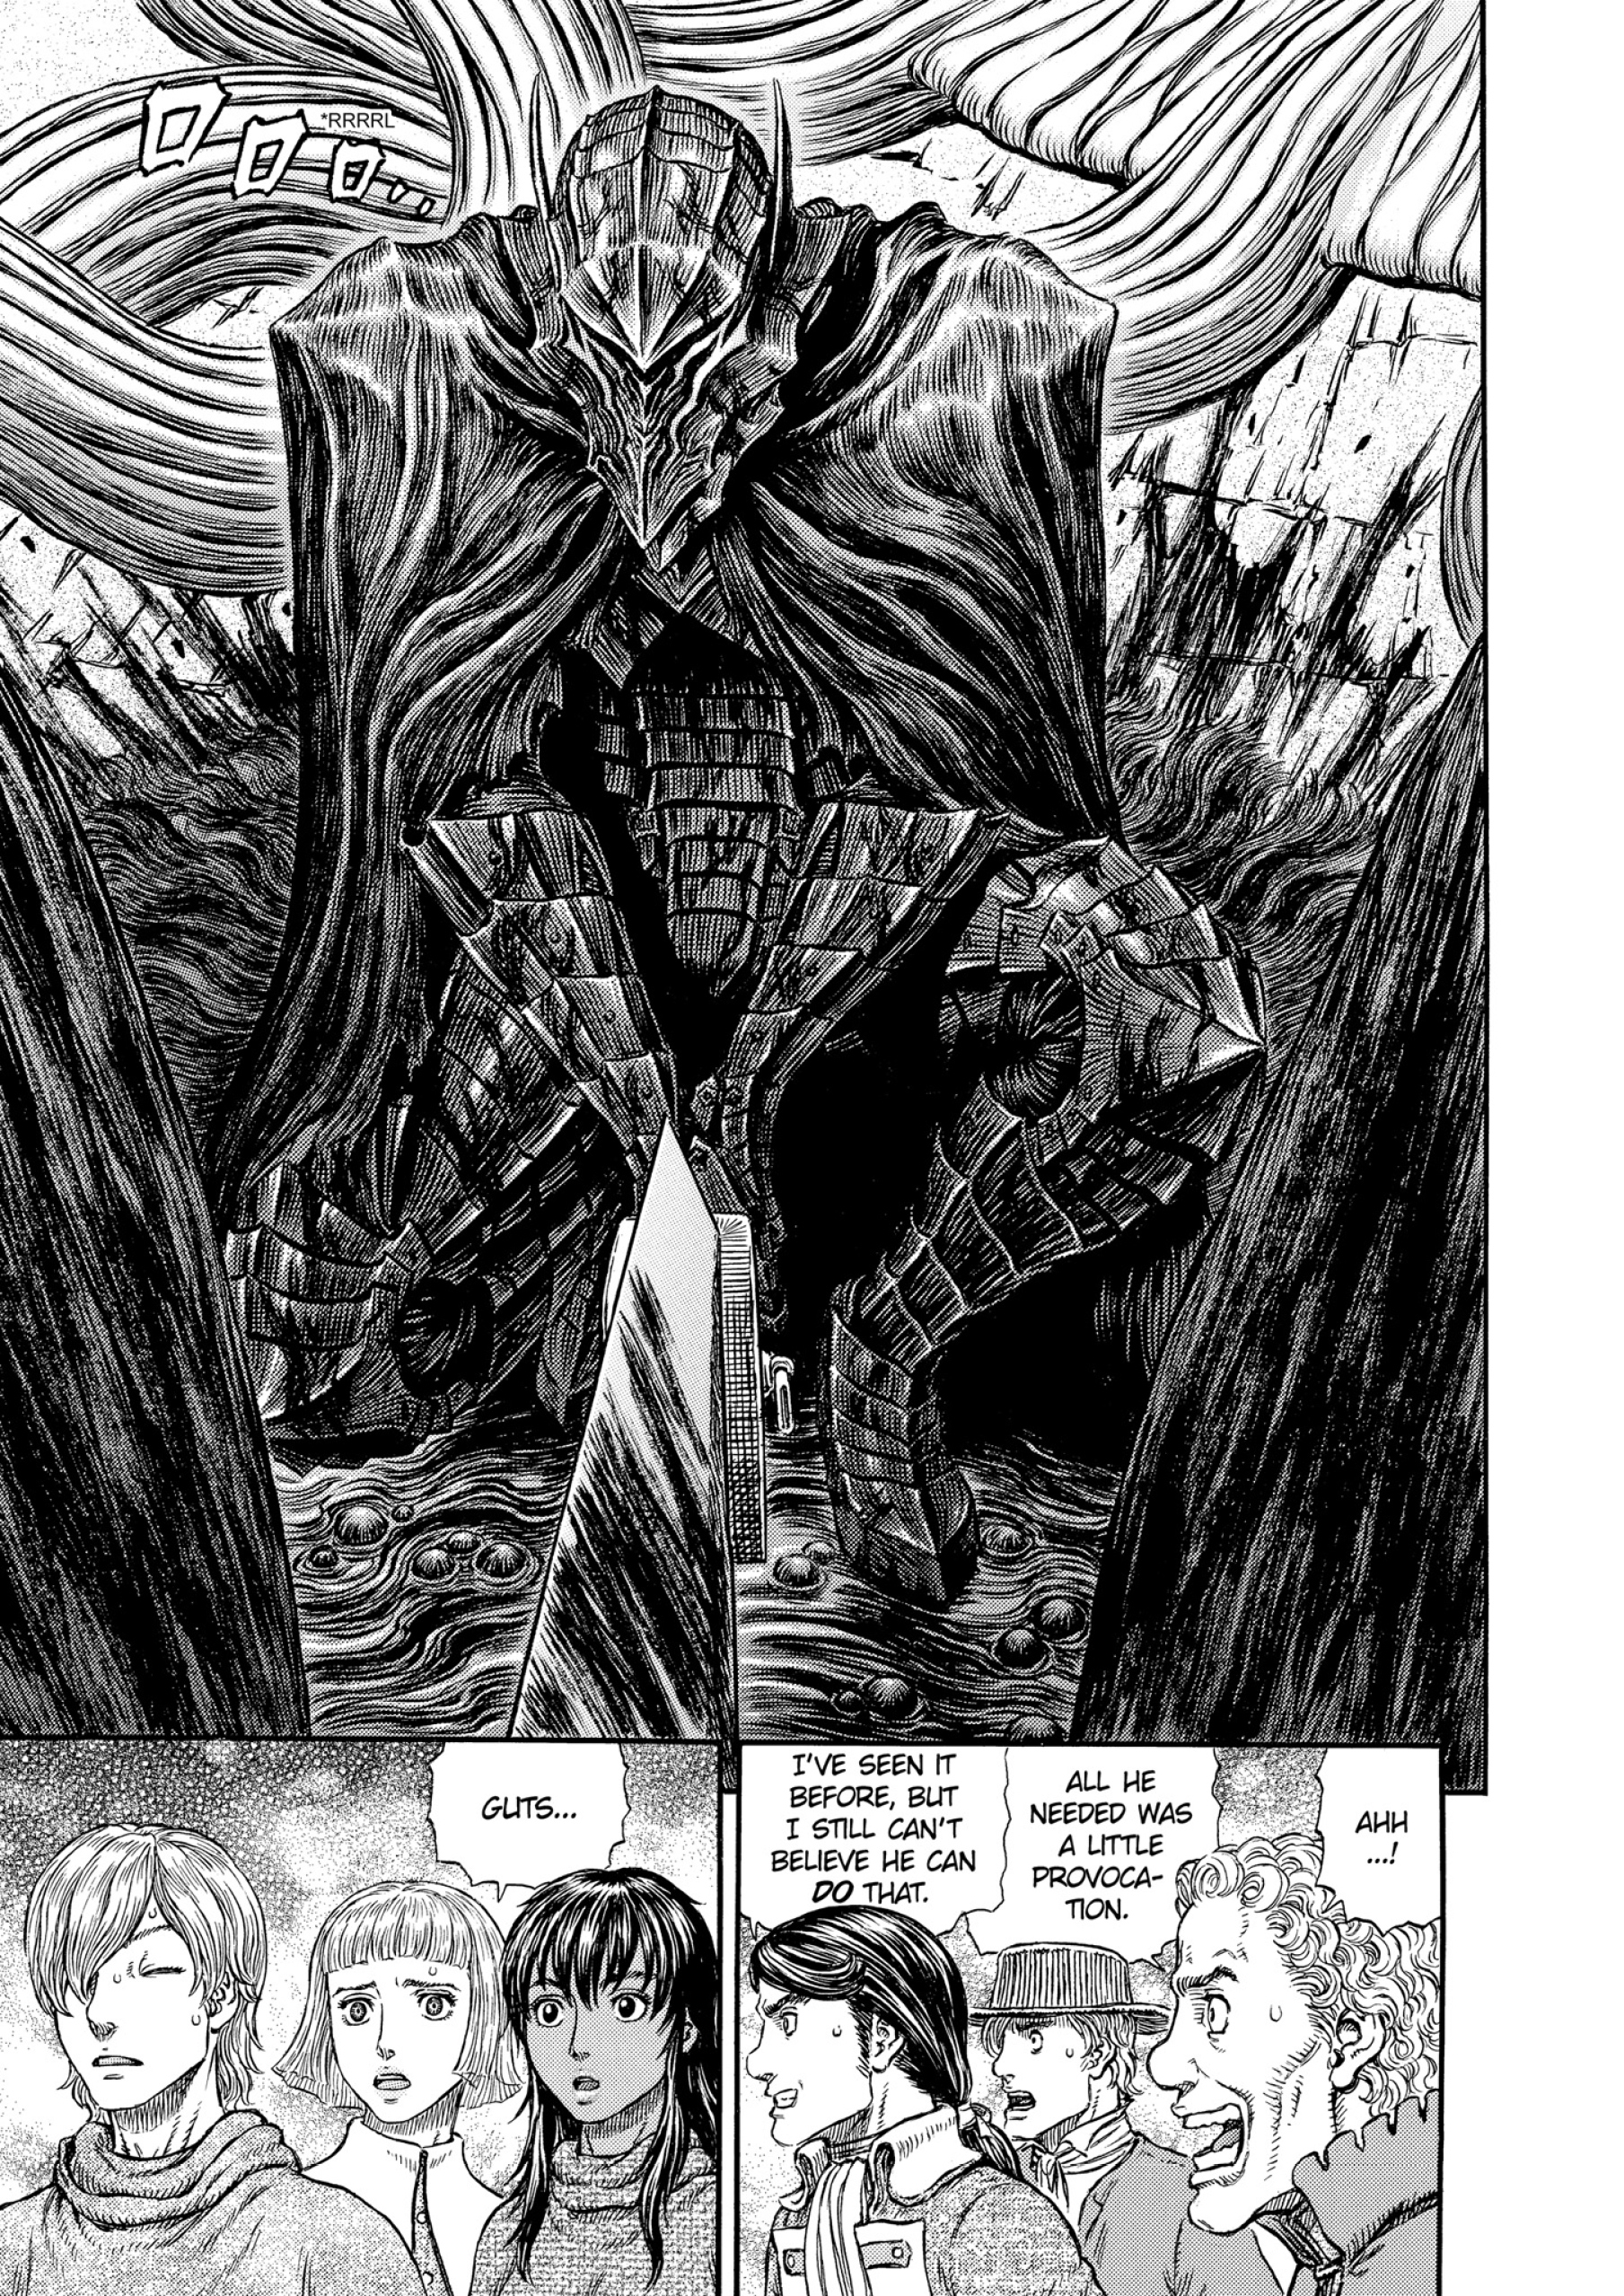 ロロロ・・・
*RRRRL
AHH
...!
ALL HE
NEEDED WAS
A LITTLE
PROVOCA-
TION.
I'VE SEEN IT
BEFORE, BUT
I STILL CAN'T
BELIEVE HE CAN
DO THAT.
GUTS...